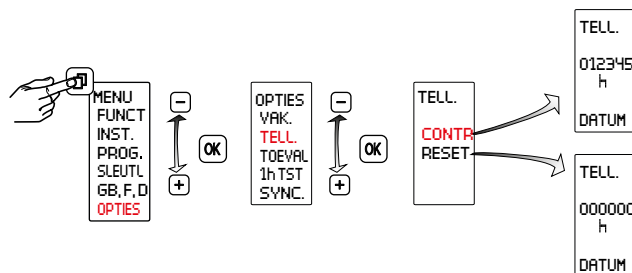 MENU
FUNCT
INST.
PROG.
SLEUTL
GB,F,D
OPTIES
−
OK
+
OPTIES
VAK.
TELL.
TOEVAL
1h TST
SYNC.
−
OK
+
TELL.
CONTR
RESET
TELL.
012345
h
DATUM
TELL.
000000
h
DATUM